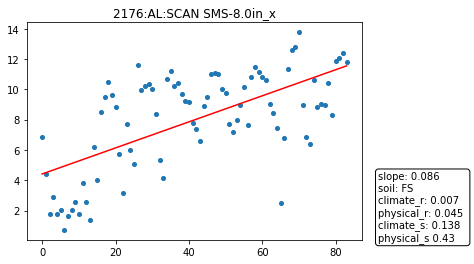 2176:AL:SCAN SMS-8.0in_x
14
12
10
8
6
4
2
0 20 40 60 80
slope: 0.086
soil: FS
climate_r: 0.007
physical_r: 0.045
climate_s: 0.138
physical_s 0.43